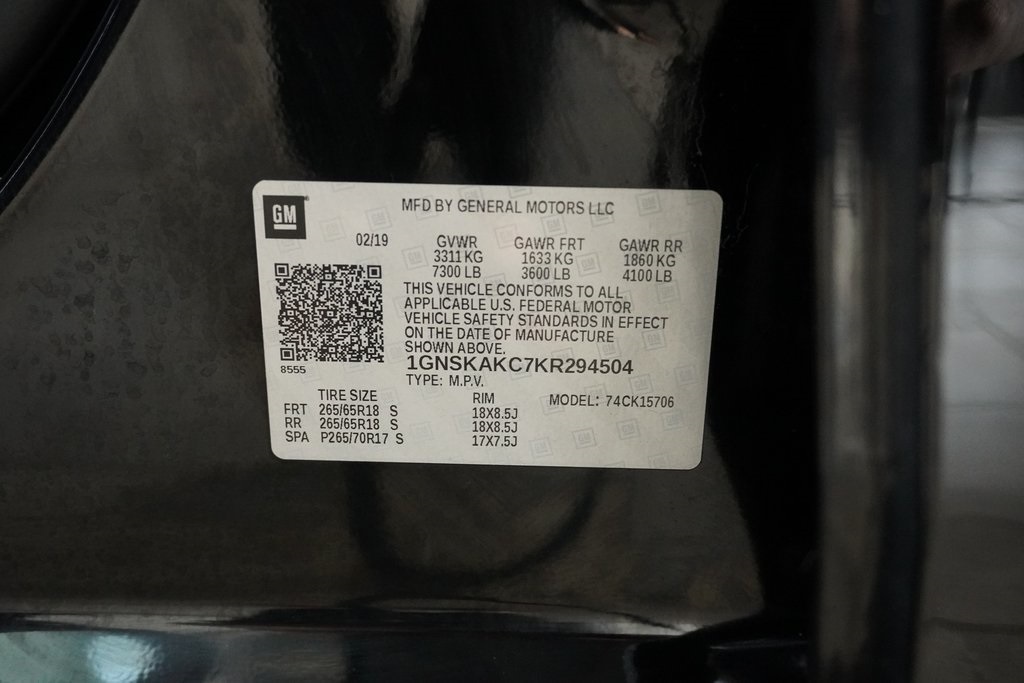 GM
MFD BY GENERAL MOTORS LLC
02/19 GVWR GAWR FRT GAWR RR
3311 KG 1633 KG 1860 KG
7300 LB 3600 LB 4100 LB
THIS VEHICLE CONFORMS TO ALL
APPLICABLE U.S. FEDERAL MOTOR
VEHICLE SAFETY STANDARDS IN EFFECT
ON THE DATE OF MANUFACTURE
SHOWN ABOVE.
8555
1GNSKAKC7KR294504
TYPE: M.P.V.
TIRE SIZE RIM MODEL: 74CK15706
FRT 265/65R18 S 18X8.5J
RR 265/65R18 S 18X8.5J
SPA P265/70R17 S 17X7.5J